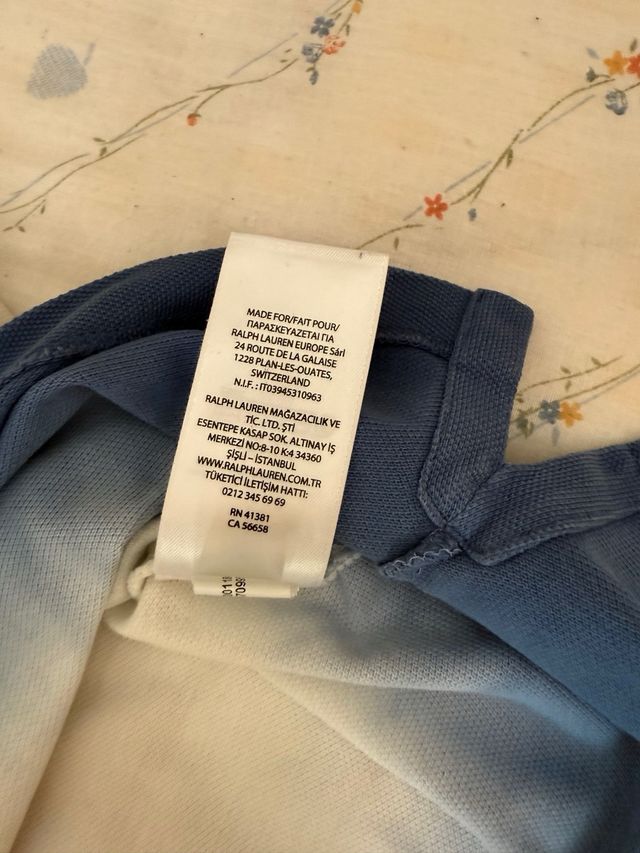 MADE FOR/FAIT POUR/
ΠΑΡΑΣΚΕΥΑΖΕΤΑΙ ΓΙΑ
RALPH LAUREN EUROPE Sárl
24 ROUTE DE LA GALAISE
1228 PLAN-LES-OUATES,
SWITZERLAND
N.I.F. : IT03945310963
RALPH LAUREN MAĞAZACILIK VE
TİC. LTD. ŞTİ
ESENTEPE KASAP SOK. ALTINAY İŞ
MERKEZİ NO:8-10 K:4 34360
ŞİŞLİ – İSTANBUL
WWW.RALPHLAUREN.COM.TR
TÜKETİCİ İLETİŞİM HATTI:
0212 345 69 69
RN 41381
CA 56658